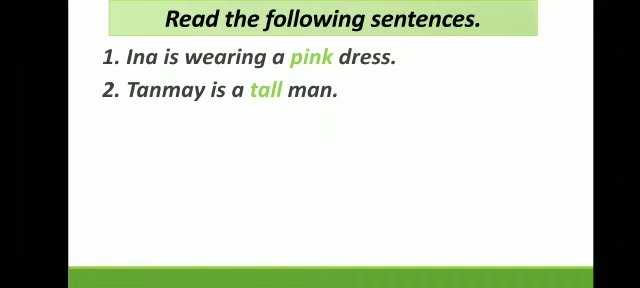 Read the following sentences.
1. Ina is wearing a pink dress.
2. Tanmay is a tall man.